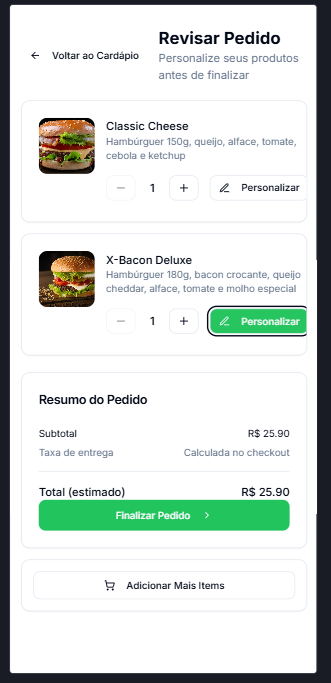 Voltar ao Cardápio
Revisar Pedido
Personalize seus produtos
antes de finalizar
Classic Cheese
Hambúrguer 150g, queijo, alface, tomate,
cebola e ketchup
1
Personalizar
X-Bacon Deluxe
Hambúrguer 180g, bacon crocante, queijo
cheddar, alface, tomate e molho especial
1
Personalizar
Resumo do Pedido
Subtotal R$ 25.90
Taxa de entrega Calculada no checkout
Total (estimado) R$ 25.90
Finalizar Pedido
Adicionar Mais Items